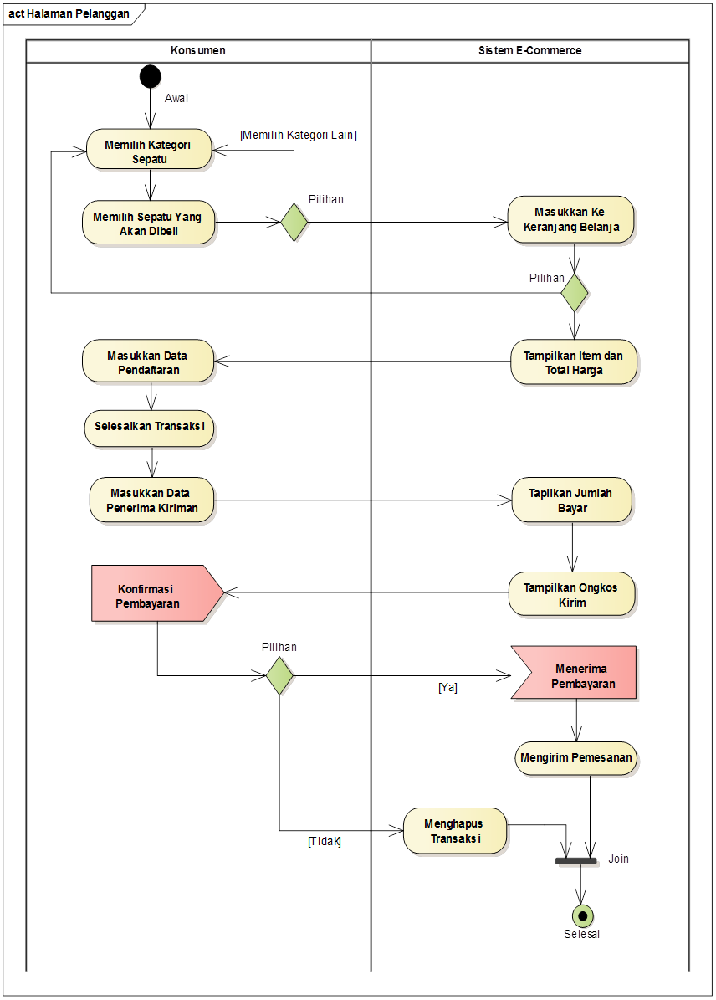 act Halaman Pelanggan
Konsumen
Sistem E-Commerce
Awal
[Memilih Kategori Lain]
Memilih Kategori
Sepatu
Pilihan
Memilih Sepatu Yang
Akan Dibeli
Masukkan Ke
Keranjang Belanja
Pilihan
Masukkan Data
Pendaftaran
Tampilkan Item dan
Total Harga
Selesaikan Transaksi
Masukkan Data
Penerima Kiriman
Tapilkan Jumlah
Bayar
Konfirmasi
Pembayaran
Tampilkan Ongkos
Kirim
Pilihan
[Ya]
Menerima
Pembayaran
Mengirim Pemesanan
[Tidak]
Menghapus
Transaksi
Join
Selesai